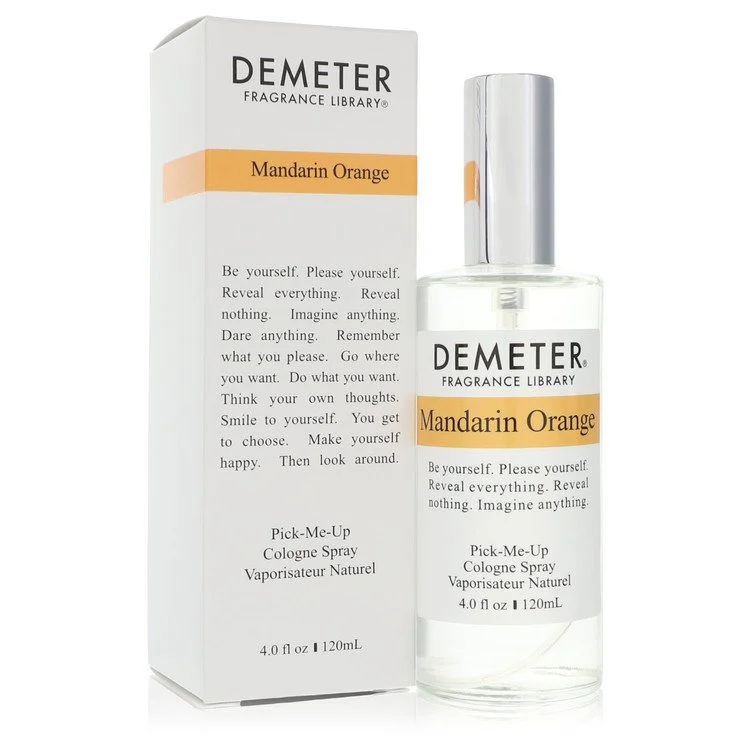 DEMETER
FRAGRANCE LIBRARY®
Mandarin Orange
Be yourself. Please yourself.
Reveal everything. Reveal
nothing. Imagine anything.
Dare anything. Remember
what you please. Go where
you want. Do what you want.
Think your own thoughts.
Smile to yourself. You get
to choose. Make yourself
happy. Then look around.
Pick-Me-Up
Cologne Spray
Vaporisateur Naturel
4.0 fl oz ▮ 120mL
DEMETER®
FRAGRANCE LIBRARY
Mandarin Orange
Be yourself. Please yourself.
Reveal everything. Reveal
nothing. Imagine anything.
Pick-Me-Up
Cologne Spray
Vaporisateur Naturel
4.0 fl oz ▮ 120mL